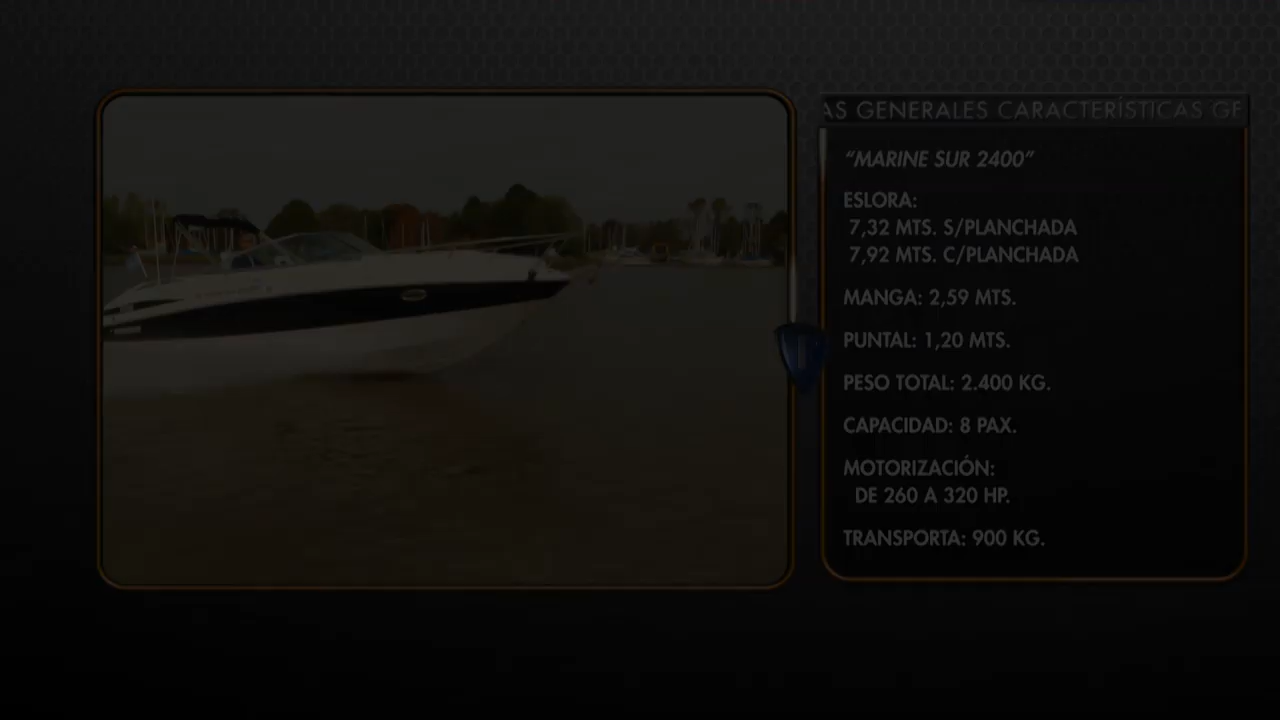 AS GENERALES CARACTERÍSTICAS GE
“MARINE SUR 2400”
ESLORA:
7,32 MTS. S/PLANCHADA
7,92 MTS. C/PLANCHADA
MANGA: 2,59 MTS.
PUNTAL: 1,20 MTS.
PESO TOTAL: 2.400 KG.
CAPACIDAD: 8 PAX.
MOTORIZACIÓN:
DE 260 A 320 HP.
TRANSPORTA: 900 KG.